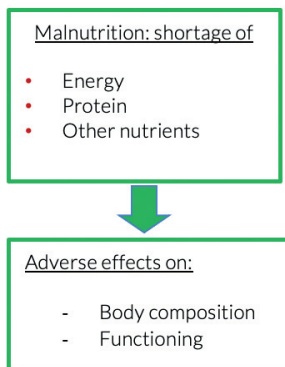 Malnutrition: shortage of
• Energy
• Protein
• Other nutrients
Adverse effects on:
- Body composition
- Functioning